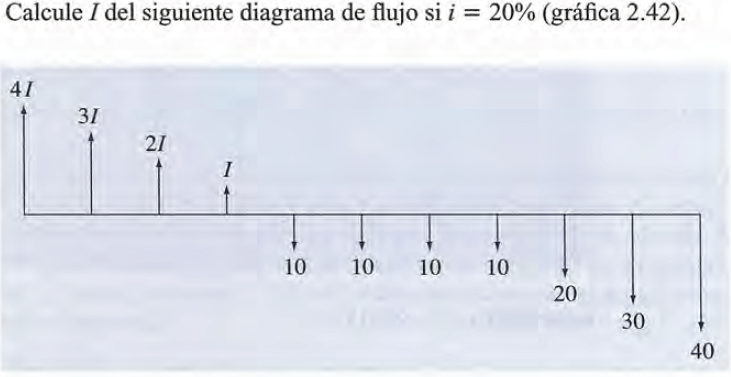 Calcule I del siguiente diagrama de flujo si i = 20% (gráfica 2.42).
4I
3I
2I
I
10 10 10 10
20
30
40